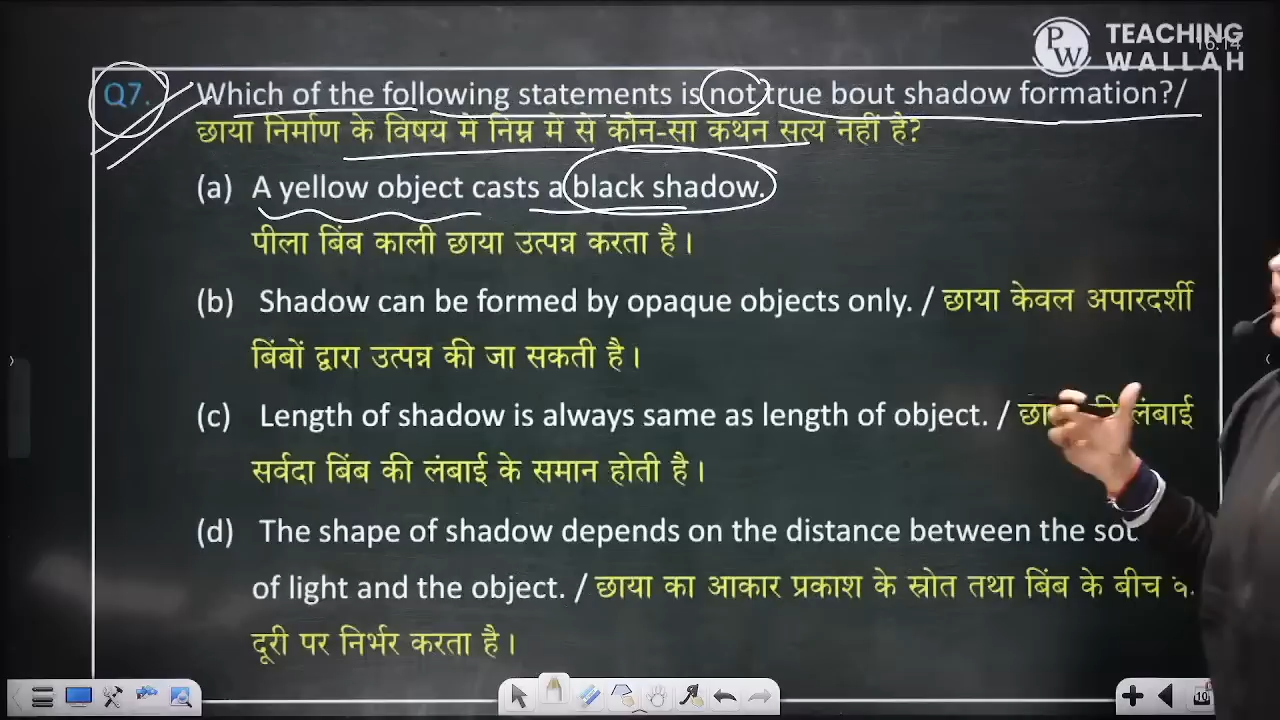 PW TEACHING WALLAH
16:14
Q7. Which of the following statements is not true bout shadow formation?/
छाया निर्माण के विषय में निम्न में से कौन-सा कथन सत्य नहीं है?
(a) A yellow object casts a black shadow.
पीला बिंब काली छाया उत्पन्न करता है।
(b) Shadow can be formed by opaque objects only. / छाया केवल अपारदर्शी
बिंबों द्वारा उत्पन्न की जा सकती है।
(c) Length of shadow is always same as length of object. / लंबाई
सर्वदा बिंब की लंबाई के समान होती है।
(d) The shape of shadow depends on the distance between the
of light and the object. / छाया का आकार प्रकाश के स्रोत तथा बिंब के बीच
दूरी पर निर्भर करता है।